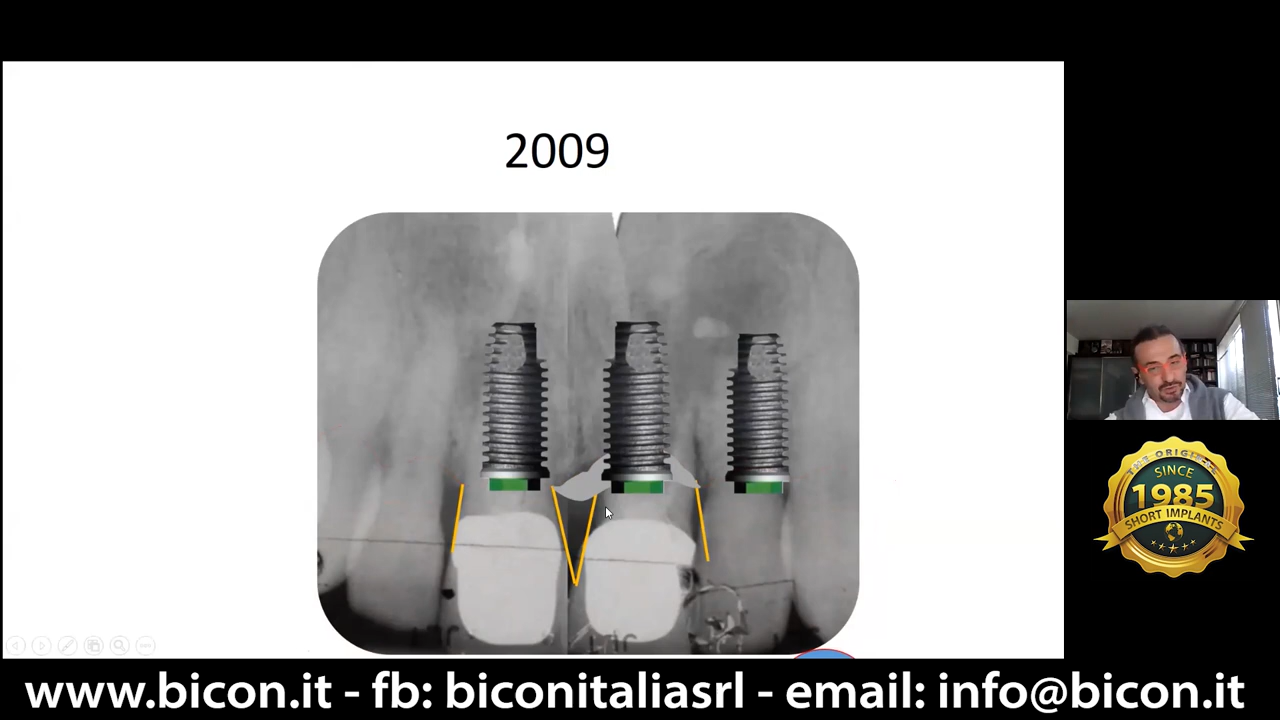 2009
THE ORIGINAL
SINCE
1985
SHORT IMPLANTS
www.bicon.it - fb: biconitaliasrl - email: info@bicon.it